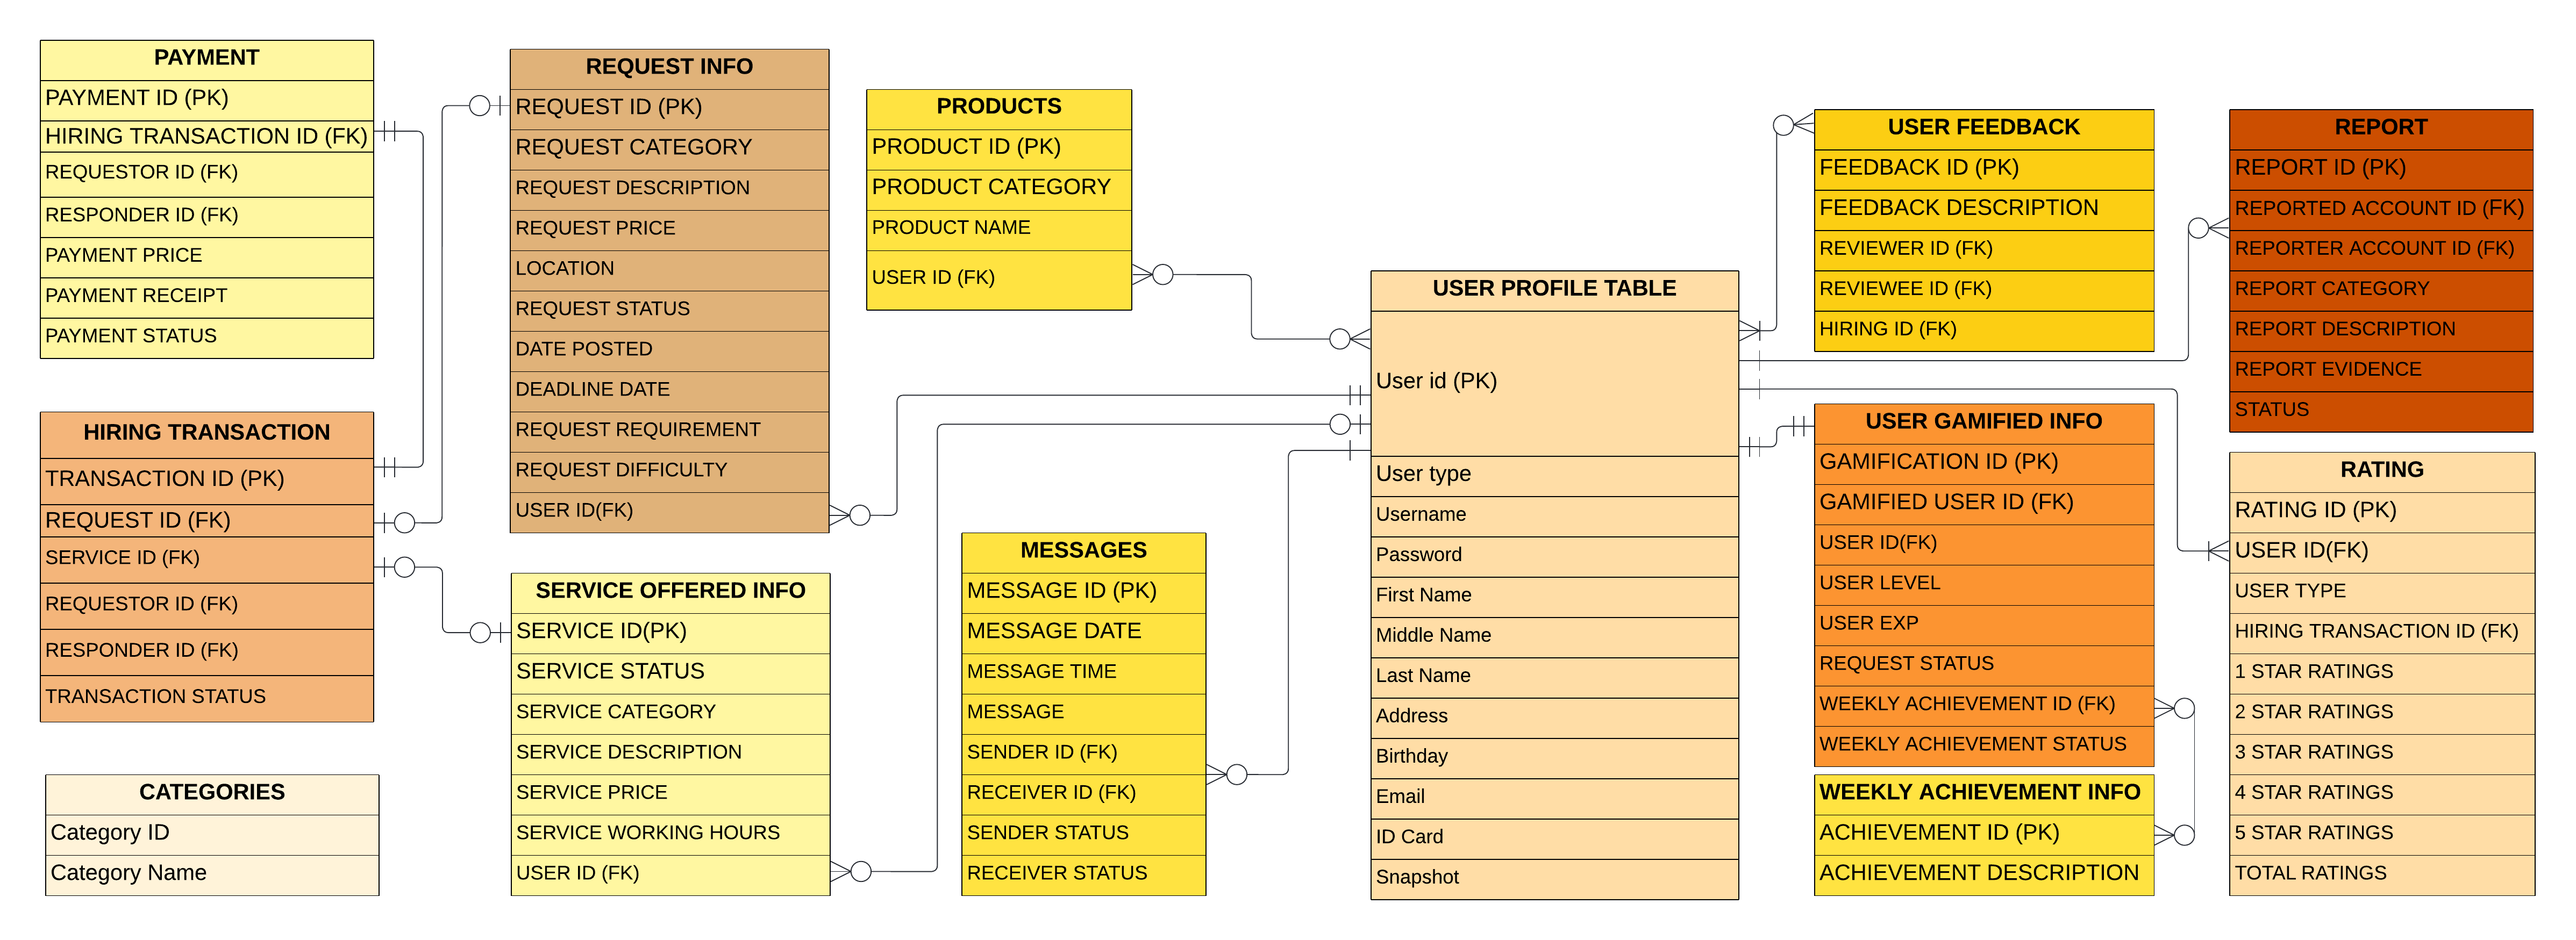 PAYMENT
PAYMENT ID (PK)
HIRING TRANSACTION ID (FK)
REQUESTOR ID (FK)
RESPONDER ID (FK)
PAYMENT PRICE
PAYMENT RECEIPT
PAYMENT STATUS
HIRING TRANSACTION
TRANSACTION ID (PK)
REQUEST ID (FK)
SERVICE ID (FK)
REQUESTOR ID (FK)
RESPONDER ID (FK)
TRANSACTION STATUS
CATEGORIES
Category ID
Category Name
REQUEST INFO
REQUEST ID (PK)
REQUEST CATEGORY
REQUEST DESCRIPTION
REQUEST PRICE
LOCATION
REQUEST STATUS
DATE POSTED
DEADLINE DATE
REQUEST REQUIREMENT
REQUEST DIFFICULTY
USER ID(FK)
SERVICE OFFERED INFO
SERVICE ID(PK)
SERVICE STATUS
SERVICE CATEGORY
SERVICE DESCRIPTION
SERVICE PRICE
SERVICE WORKING HOURS
USER ID (FK)
PRODUCTS
PRODUCT ID (PK)
PRODUCT CATEGORY
PRODUCT NAME
USER ID (FK)
MESSAGES
MESSAGE ID (PK)
MESSAGE DATE
MESSAGE TIME
MESSAGE
SENDER ID (FK)
RECEIVER ID (FK)
SENDER STATUS
RECEIVER STATUS
USER PROFILE TABLE
User id (PK)
User type
Username
Password
First Name
Middle Name
Last Name
Address
Birthday
Email
ID Card
Snapshot
USER FEEDBACK
FEEDBACK ID (PK)
FEEDBACK DESCRIPTION
REVIEWER ID (FK)
REVIEWEE ID (FK)
HIRING ID (FK)
USER GAMIFIED INFO
GAMIFICATION ID (PK)
GAMIFIED USER ID (FK)
USER ID(FK)
USER LEVEL
USER EXP
REQUEST STATUS
WEEKLY ACHIEVEMENT ID (FK)
WEEKLY ACHIEVEMENT STATUS
WEEKLY ACHIEVEMENT INFO
ACHIEVEMENT ID (PK)
ACHIEVEMENT DESCRIPTION
REPORT
REPORT ID (PK)
REPORTED ACCOUNT ID (FK)
REPORTER ACCOUNT ID (FK)
REPORT CATEGORY
REPORT DESCRIPTION
REPORT EVIDENCE
STATUS
RATING
RATING ID (PK)
USER ID(FK)
USER TYPE
HIRING TRANSACTION ID (FK)
1 STAR RATINGS
2 STAR RATINGS
3 STAR RATINGS
4 STAR RATINGS
5 STAR RATINGS
TOTAL RATINGS